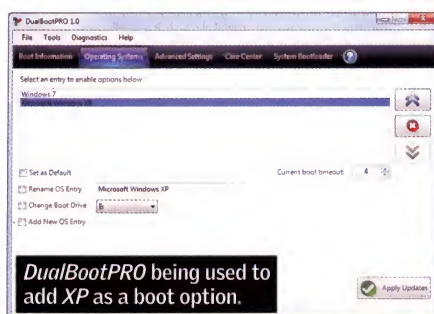 DualBootPRO 1.0
File Tools Diagnostics Help
Boot Information Operating Systems Advanced Settings Care Center System Bootloader ?
Select an entry to enable options below
Windows 7
Microsoft Windows XP
Set as Default Current boot timeout: 4
Rename OS Entry Microsoft Windows XP
Change Boot Drive E:
Add New OS Entry
Apply Updates
DualBootPRO being used to
add XP as a boot option.